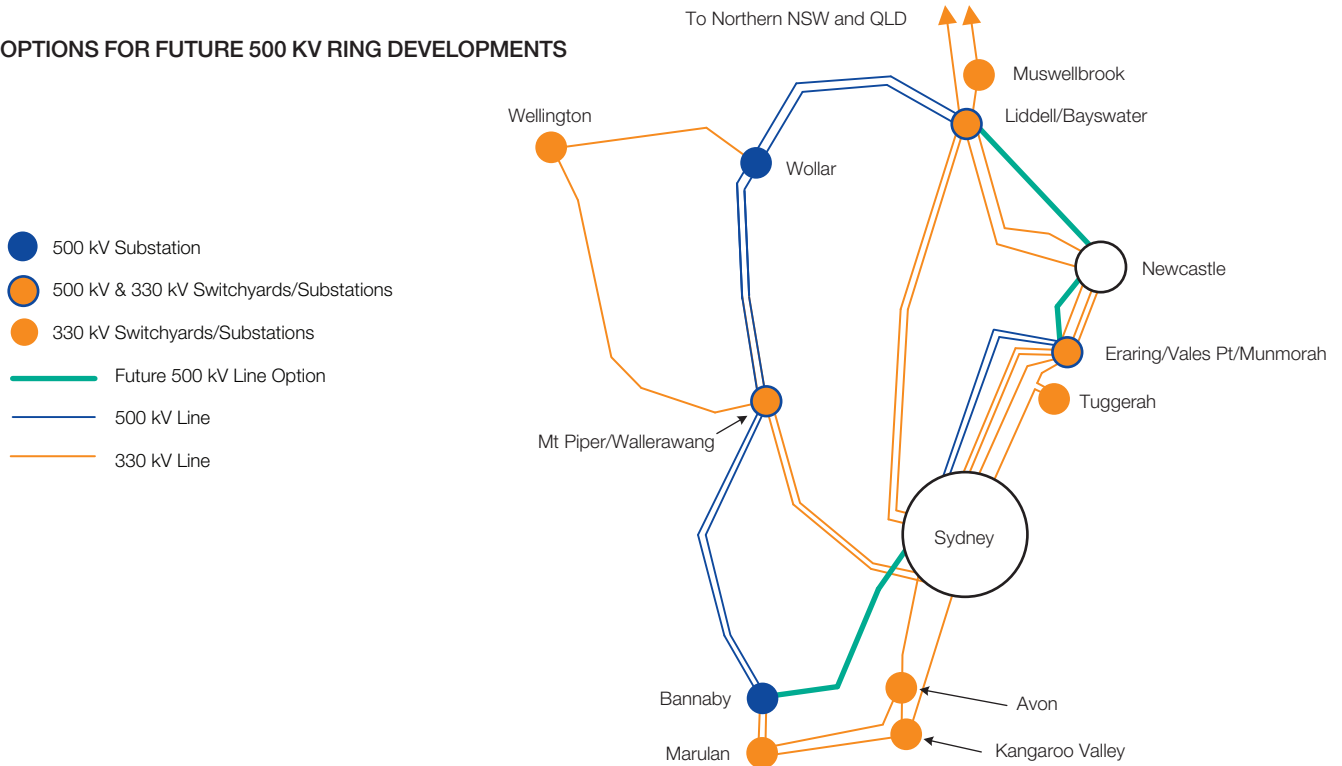 To Northern NSW and QLD
OPTIONS FOR FUTURE 500 KV RING DEVELOPMENTS
Muswellbrook
Liddell/Bayswater
Wellington
Wollar
500 kV Substation
500 kV & 330 kV Switchyards/Substations
330 kV Switchyards/Substations
Future 500 kV Line Option
500 kV Line
330 kV Line
Newcastle
Eraring/Vales Pt/Munmorah
Tuggerah
Mt Piper/Wallerawang
Sydney
Bannaby
Avon
Marulan
Kangaroo Valley